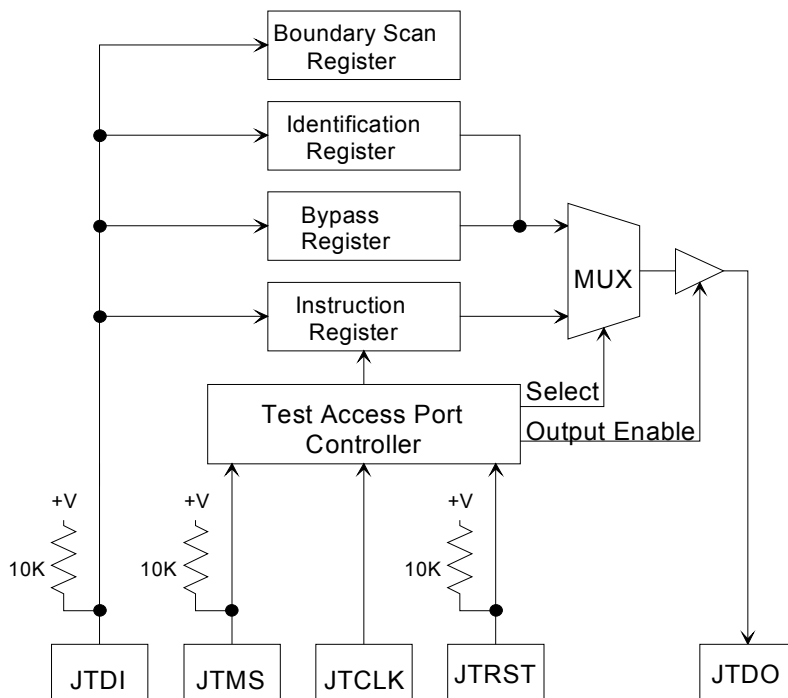 Boundary Scan
Register
Identification
Register
Bypass
Register
MUX
Instruction
Register
Select
Test Access Port
Controller
Output Enable
+V
+V
+V
10K
10K
10K
JTDI
JTMS
JTCLK
JTRST
JTDO